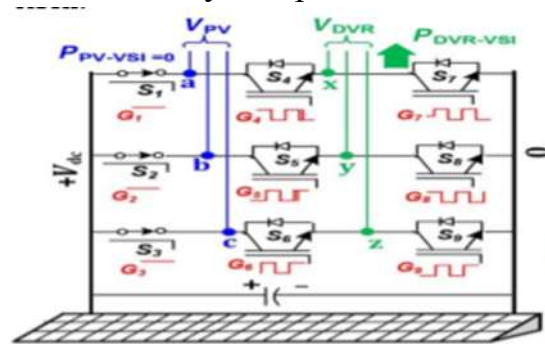 V_PV V_DVR
P_PV-VSI =0 P_DVR-VSI
a S4 x S7
S1
G1 G4 G7
+Vdc b S5 y S8 0
S2
G2 G5 G8
c S6 z S9
S3
G3 G6 G9
+ −